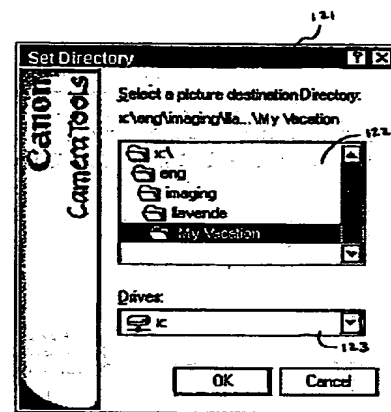 121
Set Directory
Canon
CameraTools
Select a picture destination Directory:
x:\eng\imaging\lla...\My Vacation
122
x:\
eng
imaging
llavende
My Vacation
Drives:
x:
123
OK
Cancel